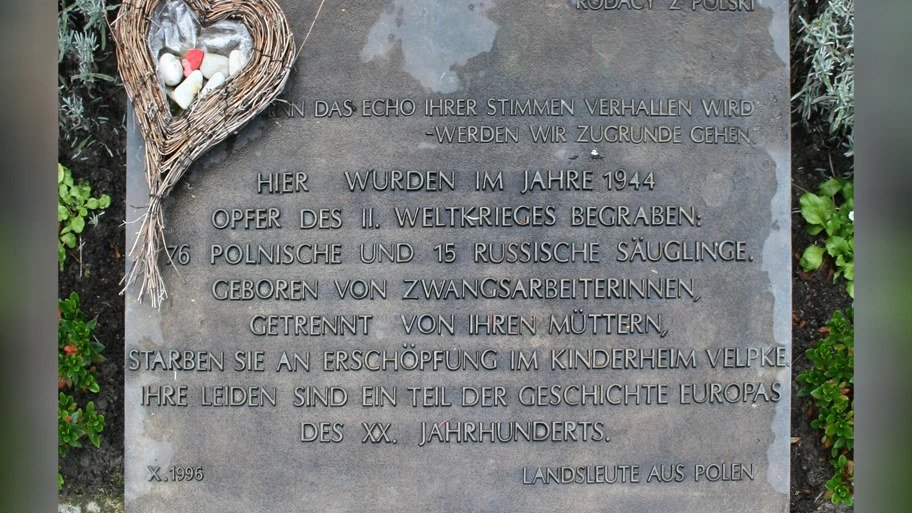 RODACY Z POLSKI
DAS ECHO IHRER STIMMEN VERHALLEN WIRD
-WERDEN WIR ZUGRUNDE GEHEN"
HIER WURDEN IM JAHRE 1944
OPFER DES II. WELTKRIEGES BEGRABEN:
76 POLNISCHE UND 15 RUSSISCHE SÄUGLINGE.
GEBOREN VON ZWANGSARBEITERINNEN,
GETRENNT VON IHREN MÜTTERN,
STARBEN SIE AN ERSCHÖPFUNG IM KINDERHEIM VELPKE.
IHRE LEIDEN SIND EIN TEIL DER GESCHICHTE EUROPAS
DES XX. JAHRHUNDERTS.
X.1996 LANDSLEUTE AUS POLEN